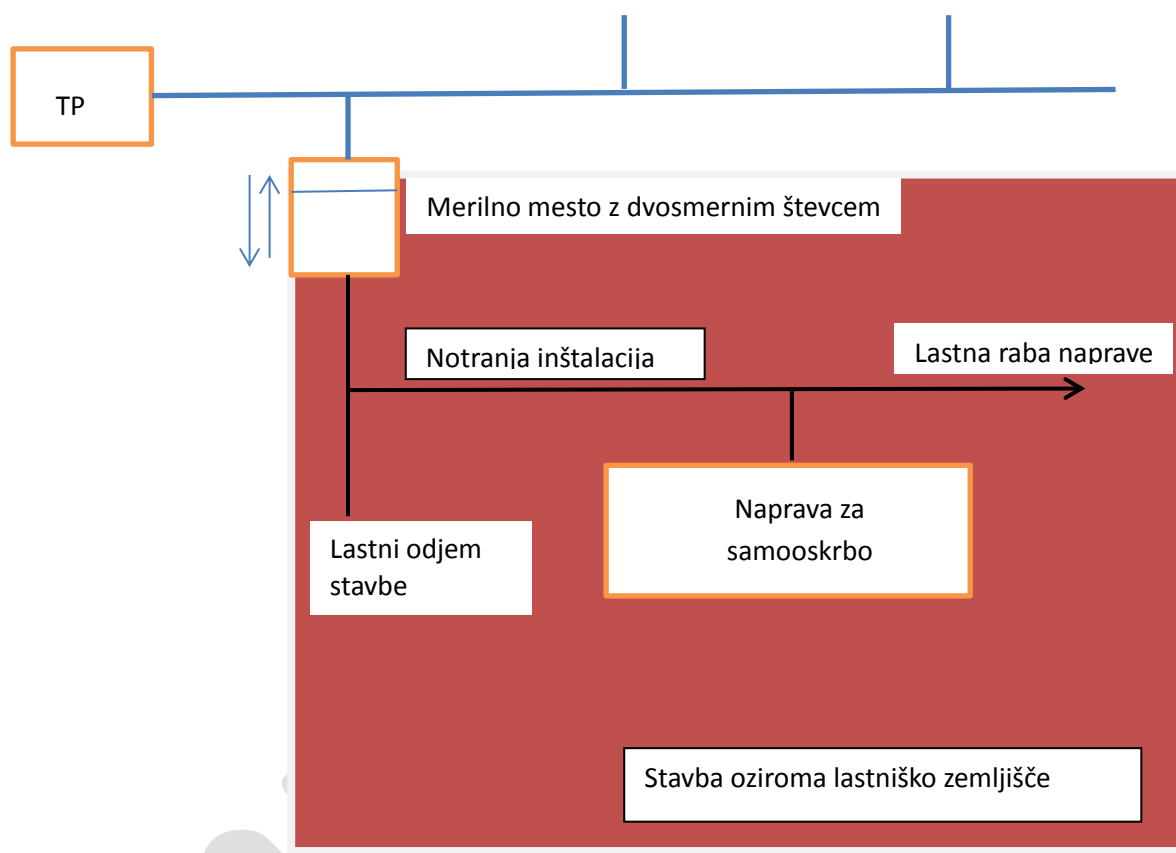 TP
Merilno mesto z dvosmernim števcem
Notranja inštalacija
Lastna raba naprave
Naprava za
samooskrbo
Lastni odjem
stavbe
Stavba oziroma lastniško zemljišče